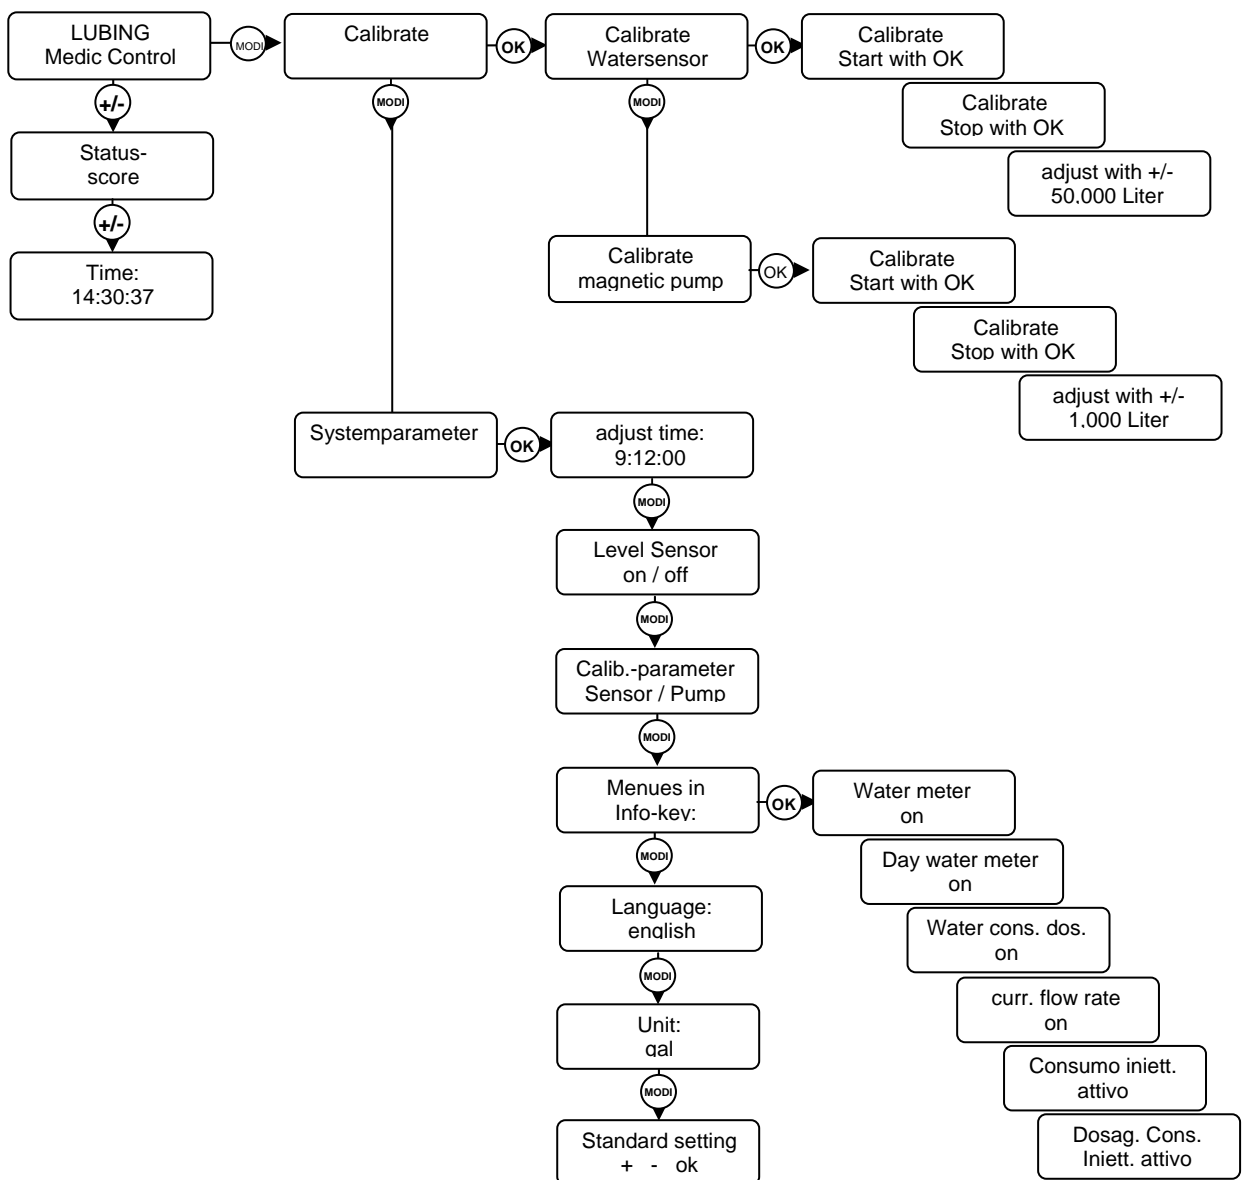 LUBING
Medic Control
MODI
Calibrate
OK
Calibrate
Watersensor
OK
Calibrate
Start with OK
+/-
MODI
MODI
Calibrate
Stop with OK
Status-
score
adjust with +/-
50,000 Liter
+/-
Time:
14:30:37
Calibrate
magnetic pump
OK
Calibrate
Start with OK
Calibrate
Stop with OK
adjust with +/-
1,000 Liter
Systemparameter
OK
adjust time:
9:12:00
MODI
Level Sensor
on / off
MODI
Calib.-parameter
Sensor / Pump
MODI
Menues in
Info-key:
OK
Water meter
on
MODI
Day water meter
on
Language:
english
Water cons. dos.
on
MODI
curr. flow rate
on
Unit:
gal
Consumo iniett.
attivo
MODI
Standard setting
+ - ok
Dosag. Cons.
Iniett. attivo